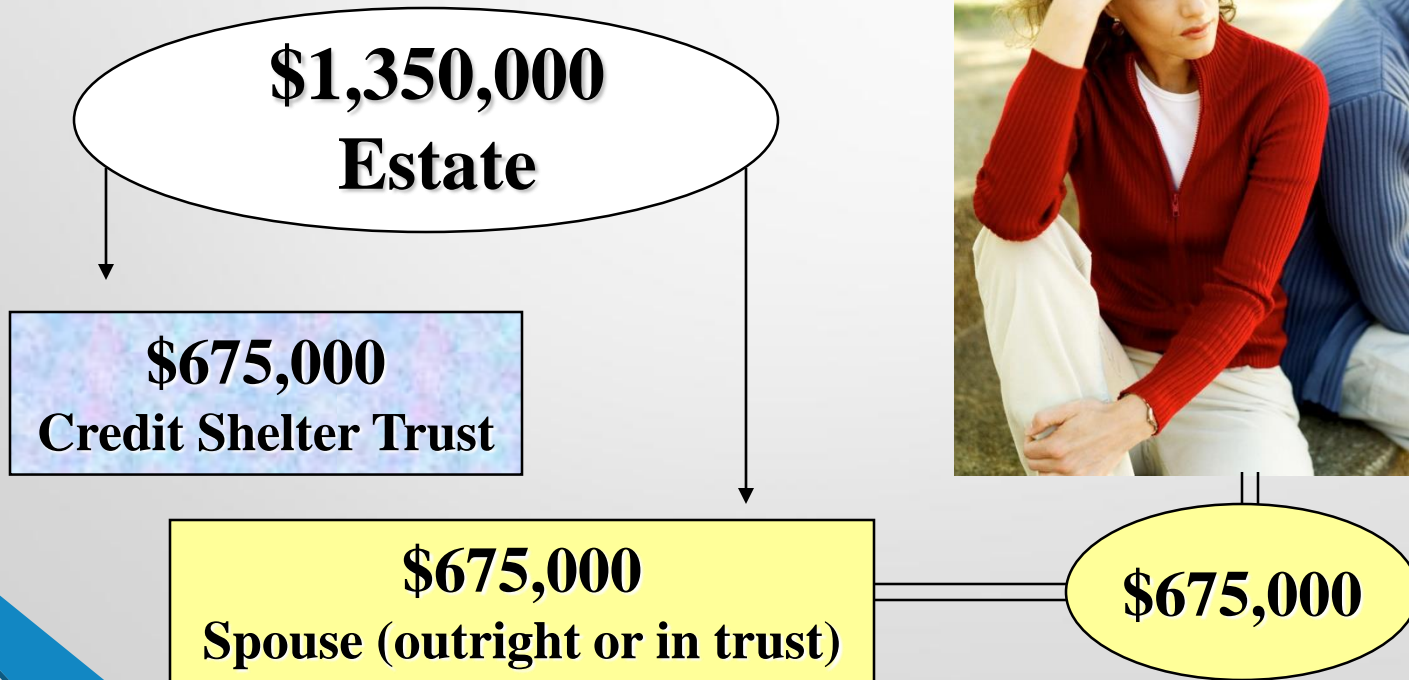 $1,350,000
Estate
$675,000
Credit Shelter Trust
$675,000
Spouse (outright or in trust)
$675,000